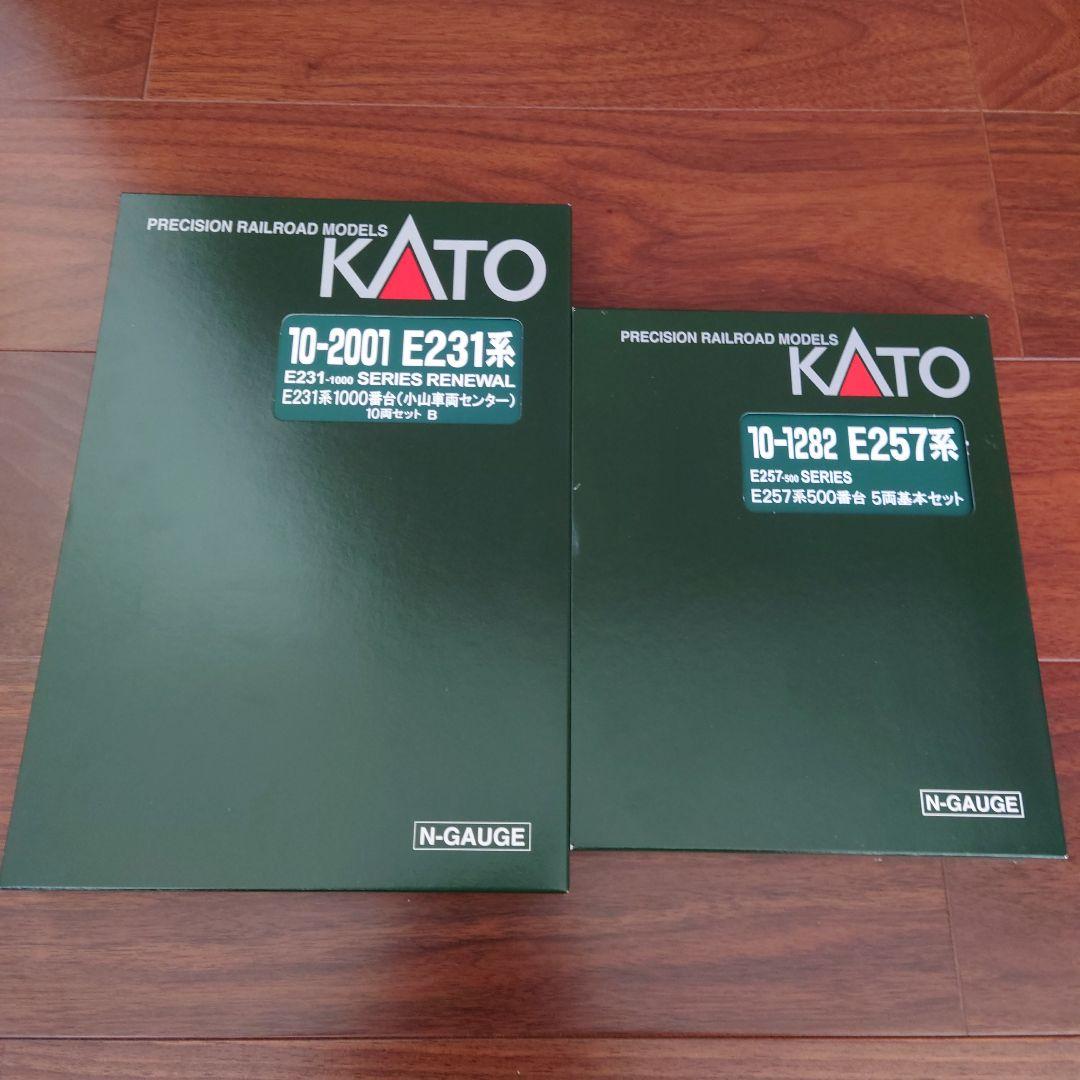 PRECISION RAILROAD MODELS
KATO
10-2001 E231系
E231-1000 SERIES RENEWAL
E231系1000番台(小山車両センター)
10両セット B
N-GAUGE
PRECISION RAILROAD MODELS
KATO
10-1282 E257系
E257-500 SERIES
E257系500番台 5両基本セット
N-GAUGE